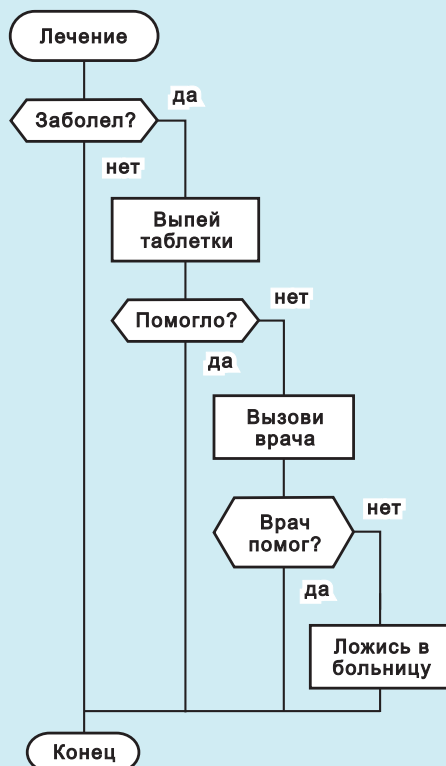 Лечение
да
Заболел?
нет
Выпей
таблетки
нет
Помогло?
да
Вызови
врача
нет
Врач
помог?
да
Ложись в
больницу
Конец